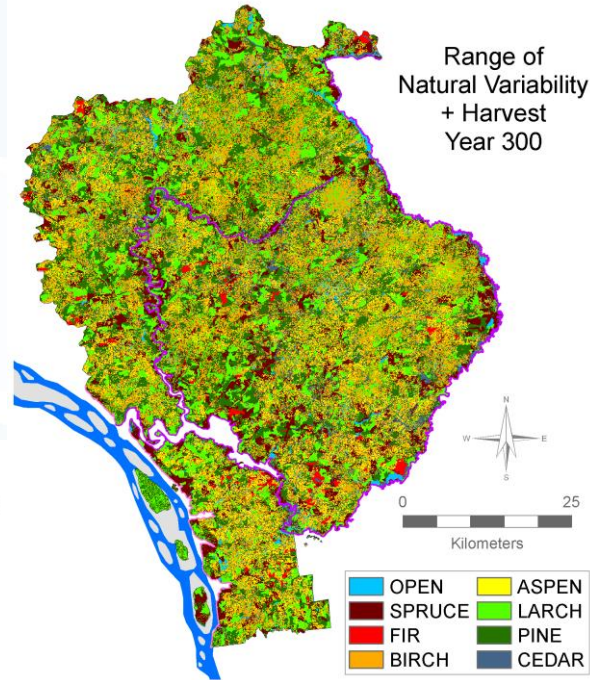 Range of
Natural Variability
+ Harvest
Year 300
N
W E
S
0 25
Kilometers
OPEN ASPEN
SPRUCE LARCH
FIR PINE
BIRCH CEDAR